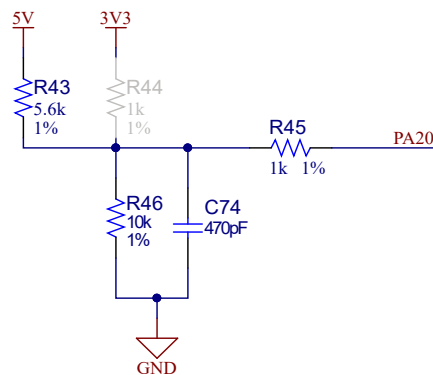 5V
3V3
R43
5.6k
1%
R44
1k
1%
R45
1k 1%
PA20
R46
10k
1%
C74
470pF
GND